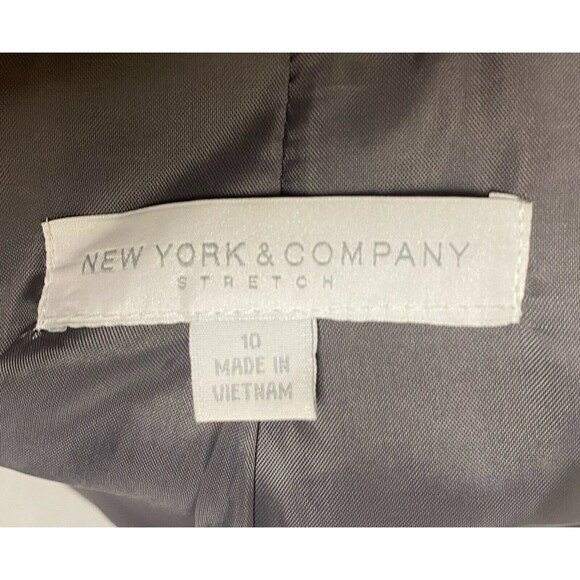 NEW YORK & COMPANY
STRETCH
10
MADE IN
VIETNAM